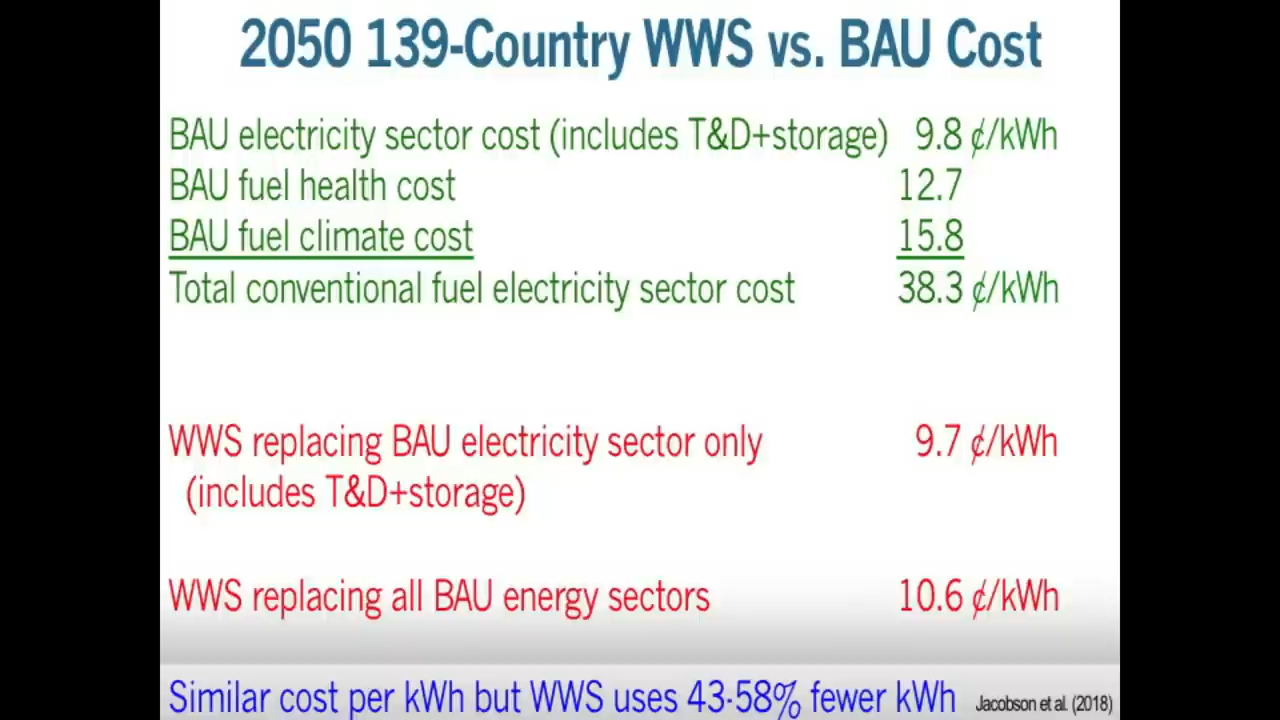 2050 139-Country WWS vs. BAU Cost
BAU electricity sector cost (includes T&D+storage) 9.8 ¢/kWh
BAU fuel health cost 12.7
BAU fuel climate cost 15.8
Total conventional fuel electricity sector cost 38.3 ¢/kWh
WWS replacing BAU electricity sector only 9.7 ¢/kWh
(includes T&D+storage)
WWS replacing all BAU energy sectors 10.6 ¢/kWh
Similar cost per kWh but WWS uses 43-58% fewer kWh Jacobson et al. (2018)